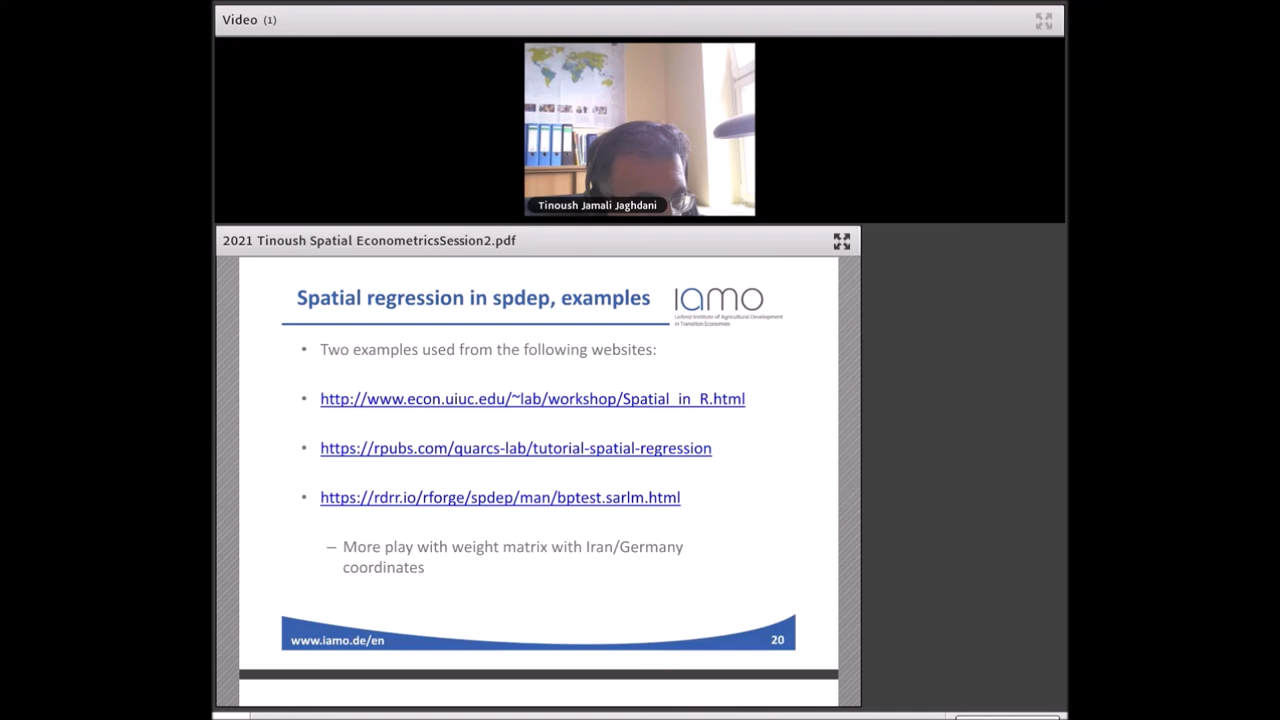 Video (1)
Tinoush Jamali Jaghdani
2021 Tinoush Spatial EconometricsSession2.pdf
Spatial regression in spdep, examples
IAMO
Leibniz Institute of Agricultural Development
in Transition Economies
• Two examples used from the following websites:
• http://www.econ.uiuc.edu/~lab/workshop/Spatial_in_R.html
• https://rpubs.com/quarcs-lab/tutorial-spatial-regression
• https://rdrr.io/rforge/spdep/man/bptest.sarlm.html
– More play with weight matrix with Iran/Germany
coordinates
www.iamo.de/en
20